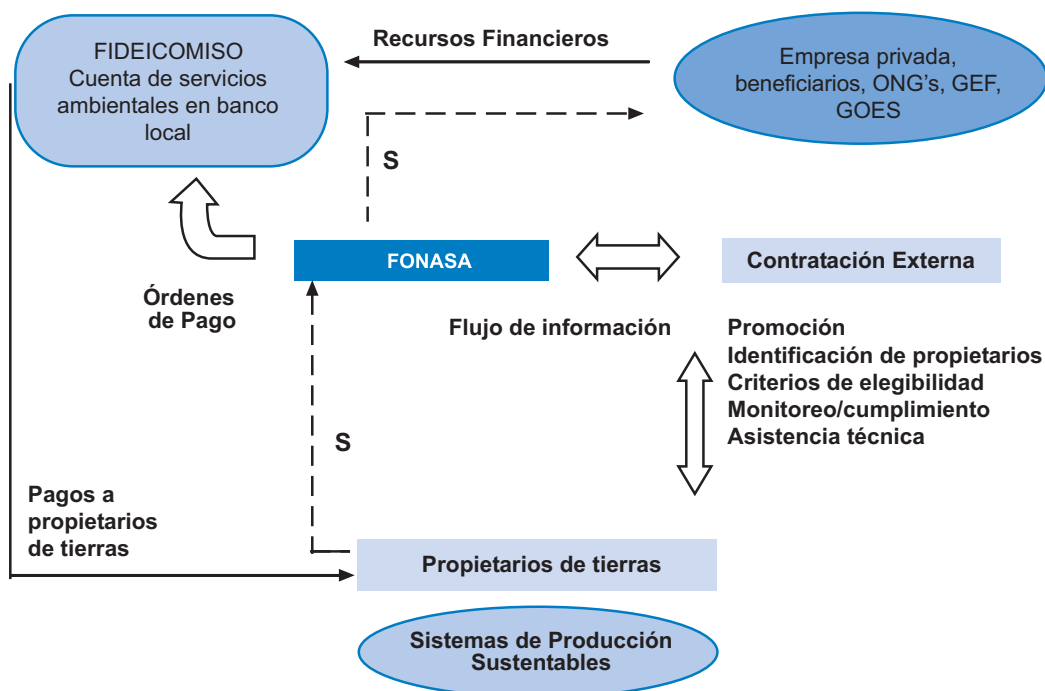 FIDEICOMISO
Cuenta de servicios
ambientales en banco
local
Recursos Financieros
Empresa privada,
beneficiarios, ONG's, GEF,
GOES
S
FONASA
Contratación Externa
Órdenes
de Pago
Flujo de información
Promoción
Identificación de propietarios
Criterios de elegibilidad
Monitoreo/cumplimiento
Asistencia técnica
S
Pagos a
propietarios
de tierras
Propietarios de tierras
Sistemas de Producción
Sustentables